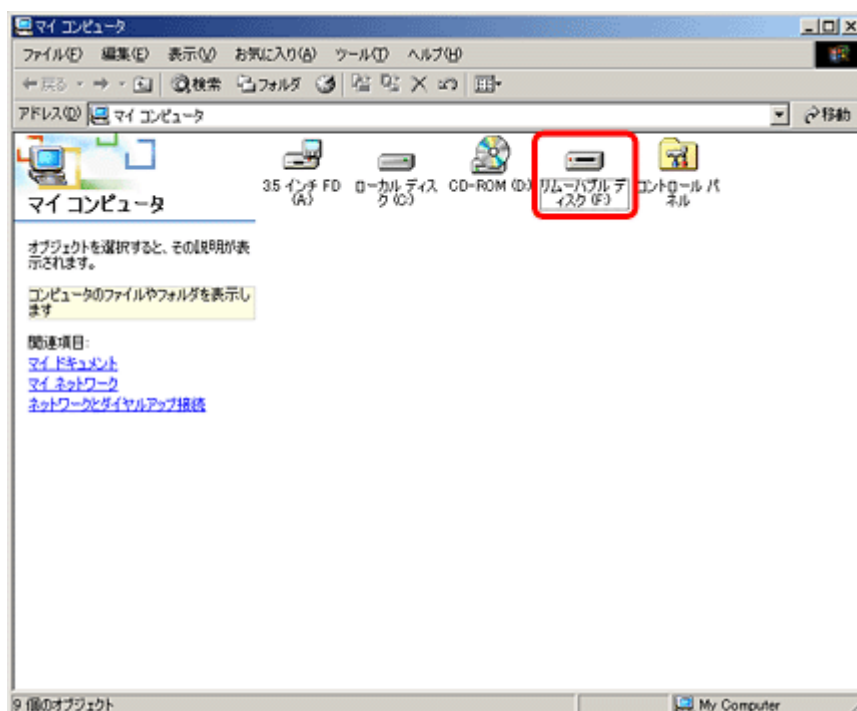 マイ コンピュータ
ファイル(F) 編集(E) 表示(V) お気に入り(A) ツール(T) ヘルプ(H)
戻る 検索 フォルダ
アドレス(D) マイ コンピュータ 移動
マイ コンピュータ
オブジェクトを選択すると、その説明が表
示されます。
コンピュータのファイルやフォルダを表示し
ます
関連項目:
マイ ドキュメント
マイ ネットワーク
ネットワークとダイヤルアップ接続
3.5 インチ FD
(A:)
ローカル ディス
ク (C:)
CD-ROM (D:)
リムーバブル デ
ィスク (F:)
コントロール パ
ネル
9 個のオブジェクト My Computer